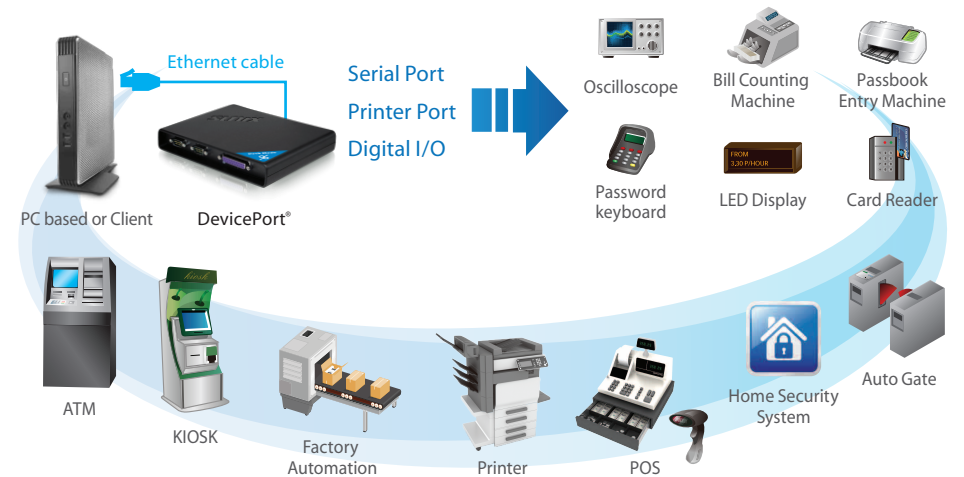 Ethernet cable
Serial Port
Printer Port
Digital I/O
Oscilloscope
Bill Counting
Machine
Passbook
Entry Machine
FROM
3,30 P/HOUR
Password
keyboard
LED Display
Card Reader
PC based or Client
DevicePort®
kiosk
ATM
KIOSK
Factory
Automation
Printer
POS
Home Security
System
Auto Gate